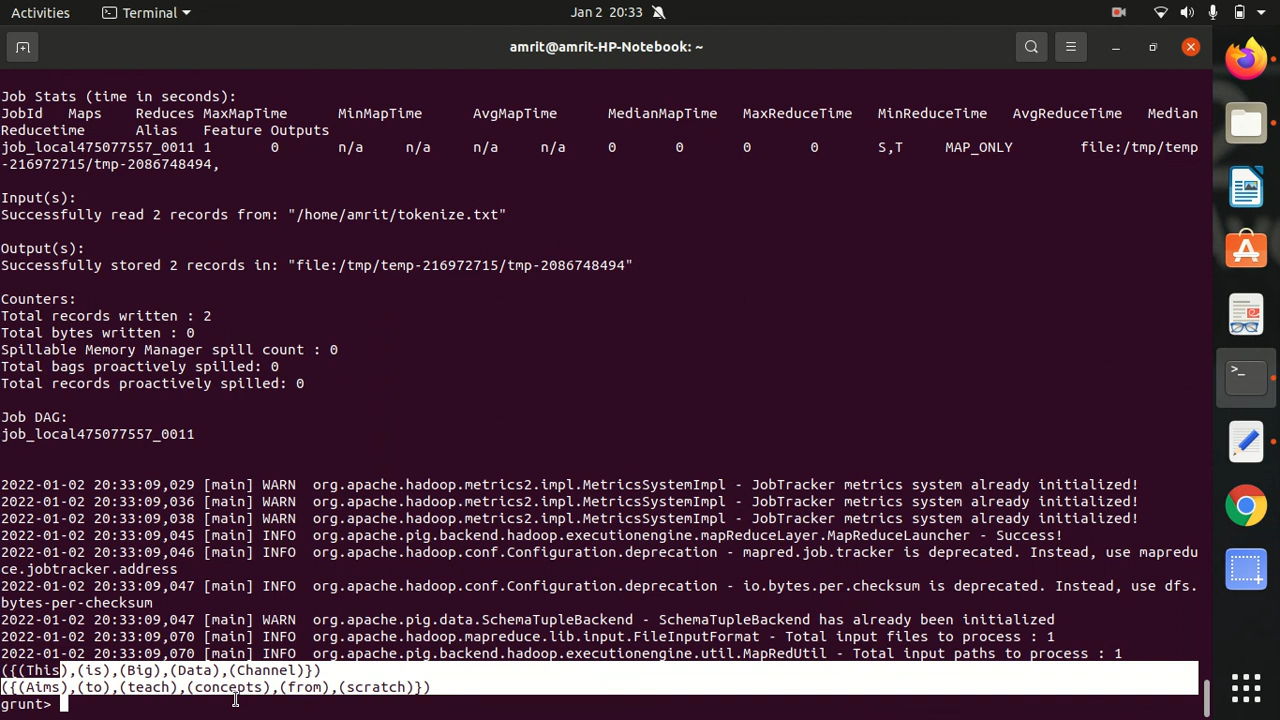 Activities Terminal Jan 2 20:33
amrit@amrit-HP-Notebook: ~
Job Stats (time in seconds):
JobId Maps Reduces MaxMapTime MinMapTime AvgMapTime MedianMapTime MaxReduceTime MinReduceTime AvgReduceTime Median
Reducetime Alias Feature Outputs
job_local475077557_0011 1 0 n/a n/a n/a n/a 0 0 0 0 S,T MAP_ONLY file:/tmp/temp
-216972715/tmp-2086748494,
Input(s):
Successfully read 2 records from: "/home/amrit/tokenize.txt"
Output(s):
Successfully stored 2 records in: "file:/tmp/temp-216972715/tmp-2086748494"
Counters:
Total records written : 2
Total bytes written : 0
Spillable Memory Manager spill count : 0
Total bags proactively spilled: 0
Total records proactively spilled: 0
Job DAG:
job_local475077557_0011
2022-01-02 20:33:09,029 [main] WARN org.apache.hadoop.metrics2.impl.MetricsSystemImpl - JobTracker metrics system already initialized!
2022-01-02 20:33:09,036 [main] WARN org.apache.hadoop.metrics2.impl.MetricsSystemImpl - JobTracker metrics system already initialized!
2022-01-02 20:33:09,038 [main] WARN org.apache.hadoop.metrics2.impl.MetricsSystemImpl - JobTracker metrics system already initialized!
2022-01-02 20:33:09,045 [main] INFO org.apache.pig.backend.hadoop.executionengine.mapReduceLayer.MapReduceLauncher - Success!
2022-01-02 20:33:09,046 [main] INFO org.apache.hadoop.conf.Configuration.deprecation - mapred.job.tracker is deprecated. Instead, use mapredu
ce.jobtracker.address
2022-01-02 20:33:09,047 [main] INFO org.apache.hadoop.conf.Configuration.deprecation - io.bytes.per.checksum is deprecated. Instead, use dfs.
bytes-per-checksum
2022-01-02 20:33:09,047 [main] WARN org.apache.pig.data.SchemaTupleBackend - SchemaTupleBackend has already been initialized
2022-01-02 20:33:09,070 [main] INFO org.apache.hadoop.mapreduce.lib.input.FileInputFormat - Total input files to process : 1
2022-01-02 20:33:09,070 [main] INFO org.apache.pig.backend.hadoop.executionengine.util.MapRedUtil - Total input paths to process : 1
({(This),(is),(Big),(Data),(Channel)})
({(Aims),(to),(teach),(concepts),(from),(scratch)})
grunt>